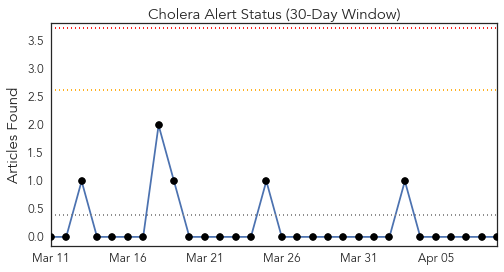 Cholera Alert Status (30-Day Window)
Articles Found
3.5
3.0
2.5
2.0
1.5
1.0
0.5
0.0
Mar 11 Mar 16 Mar 21 Mar 26 Mar 31 Apr 05